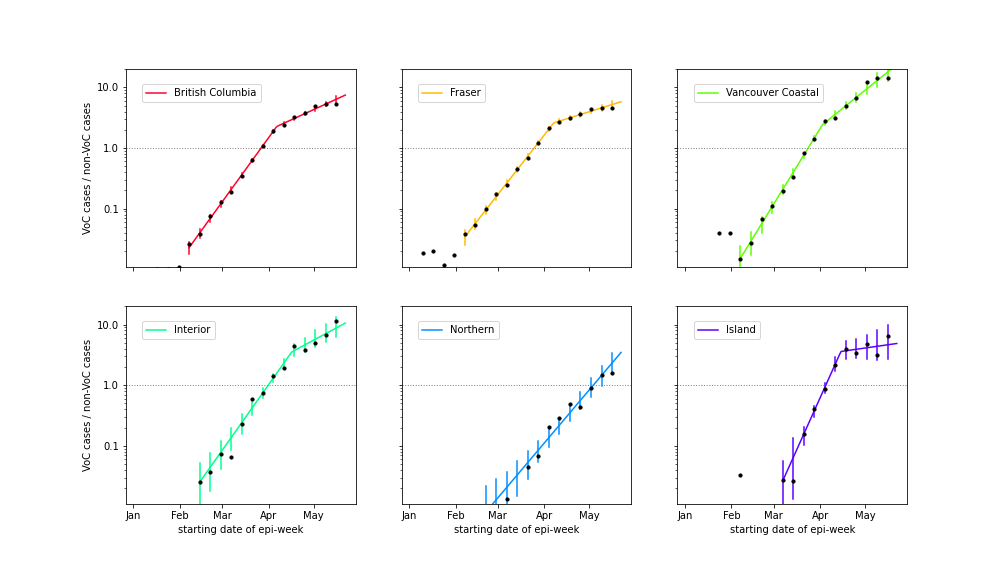 British Columbia
Fraser
Vancouver Coastal
10.0
1.0
0.1
VoC cases / non-VoC cases
Interior
Northern
Island
10.0
1.0
0.1
VoC cases / non-VoC cases
Jan Feb Mar Apr May
Jan Feb Mar Apr May
Jan Feb Mar Apr May
starting date of epi-week
starting date of epi-week
starting date of epi-week